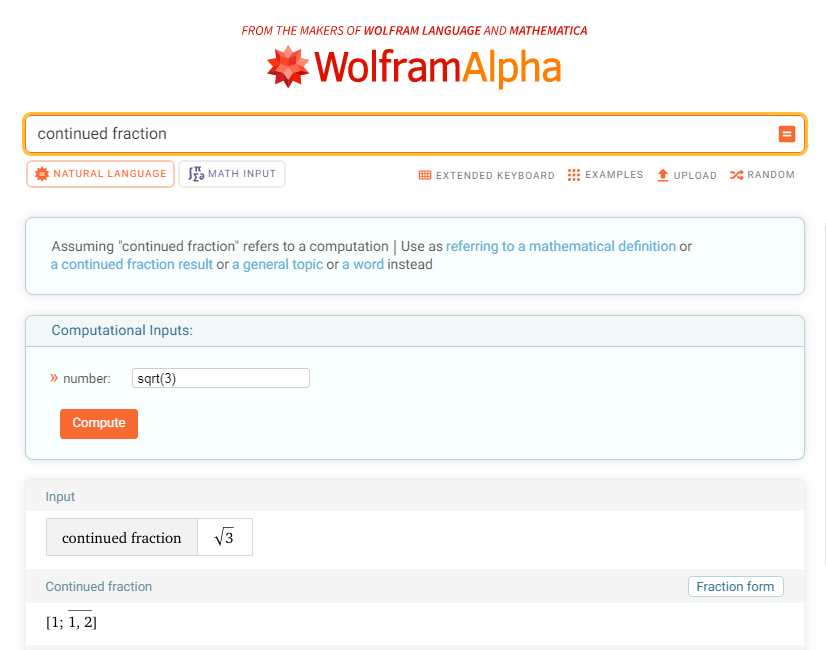 FROM THE MAKERS OF WOLFRAM LANGUAGE AND MATHEMATICA
WolframAlpha
continued fraction
=
NATURAL LANGUAGE
∫π Σ∂ MATH INPUT
EXTENDED KEYBOARD
EXAMPLES
UPLOAD
RANDOM
Assuming "continued fraction" refers to a computation | Use as referring to a mathematical definition or
a continued fraction result or a general topic or a word instead
Computational Inputs:
» number: sqrt(3)
Compute
Input
continued fraction √3
Continued fraction
Fraction form
[1; 1, 2]